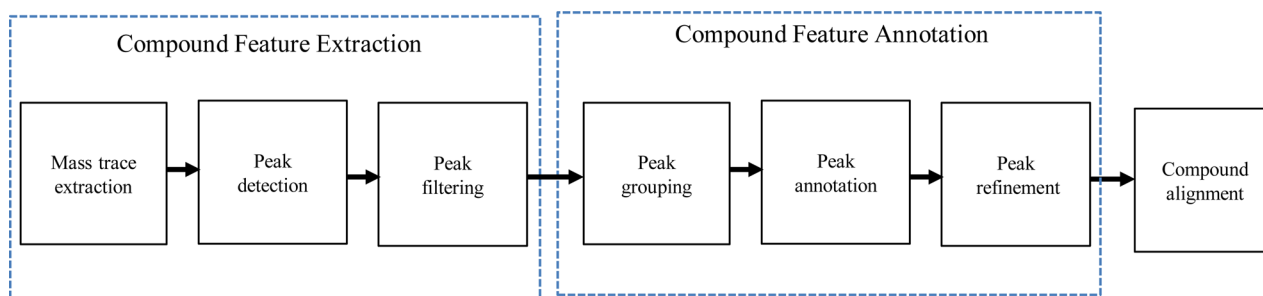 Compound Feature Extraction
Compound Feature Annotation
Mass trace
extraction
Peak
detection
Peak
filtering
Peak
grouping
Peak
annotation
Peak
refinement
Compound
alignment